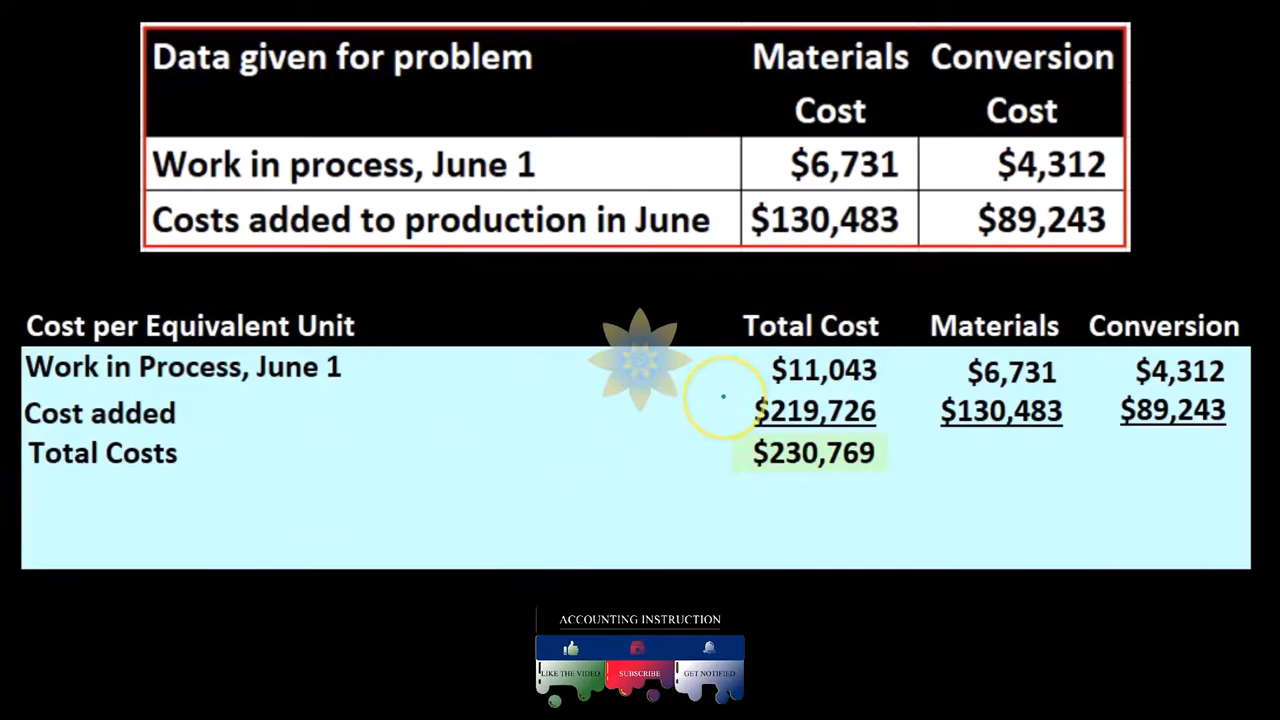 Data given for problem Materials Conversion
Cost Cost
Work in process, June 1 $6,731 $4,312
Costs added to production in June $130,483 $89,243
Cost per Equivalent Unit Total Cost Materials Conversion
Work in Process, June 1 $11,043 $6,731 $4,312
Cost added $219,726 $130,483 $89,243
Total Costs $230,769
ACCOUNTING INSTRUCTION
LIKE THE VIDEO SUBSCRIBE GET NOTIFIED